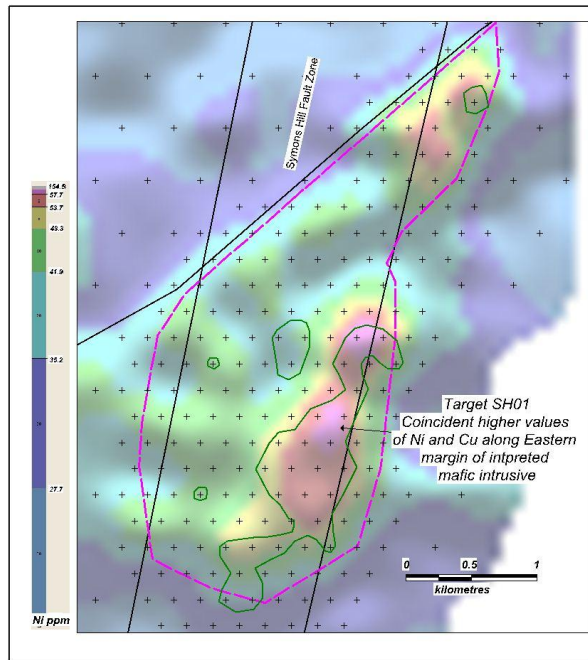 Symons Hill Fault Zone
154.5
57.7
53.7
49.3
41.9
35.2
27.7
Ni ppm
Target SH01
Coincident higher values
of Ni and Cu along Eastern
margin of intpreted
mafic intrusive
0 0.5 1
kilometres